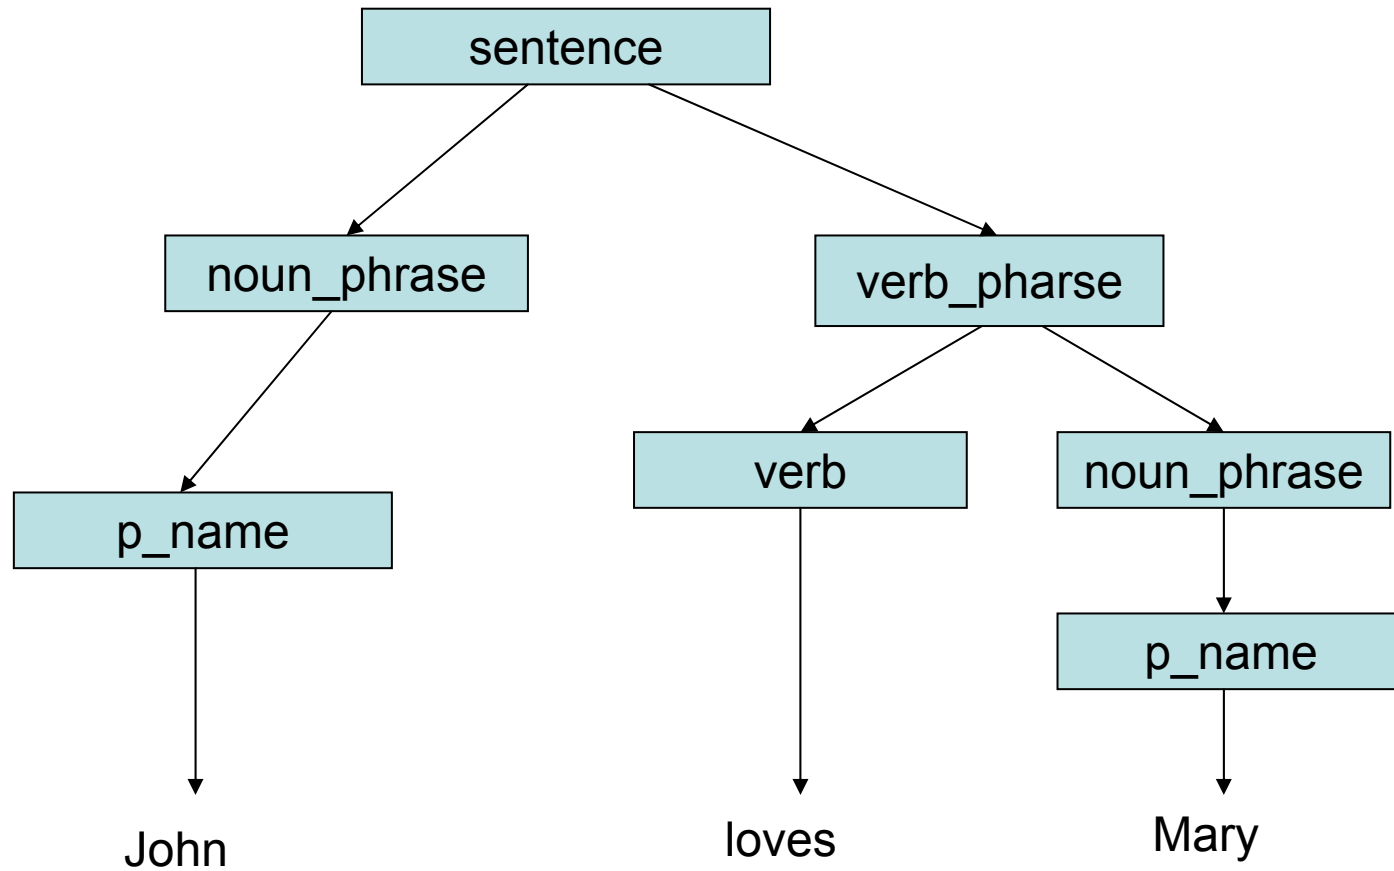 sentence
noun_phrase
verb_pharse
verb
noun_phrase
p_name
p_name
John
loves
Mary